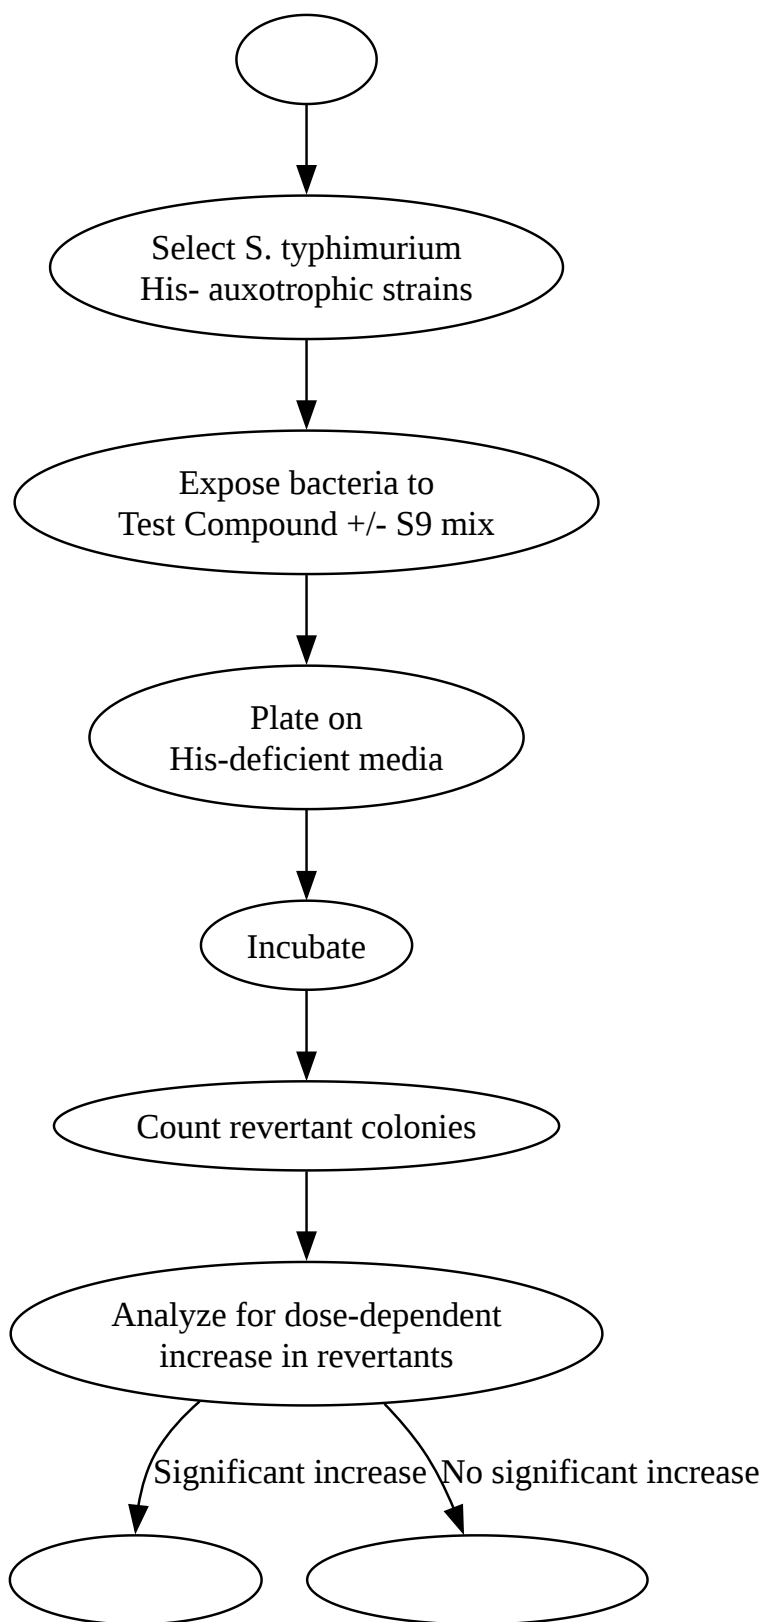 Select S. typhimurium
His- auxotrophic strains
Expose bacteria to
Test Compound +/- S9 mix
Plate on
His-deficient media
Incubate
Count revertant colonies
Analyze for dose-dependent
increase in revertants
Significant increase
No significant increase